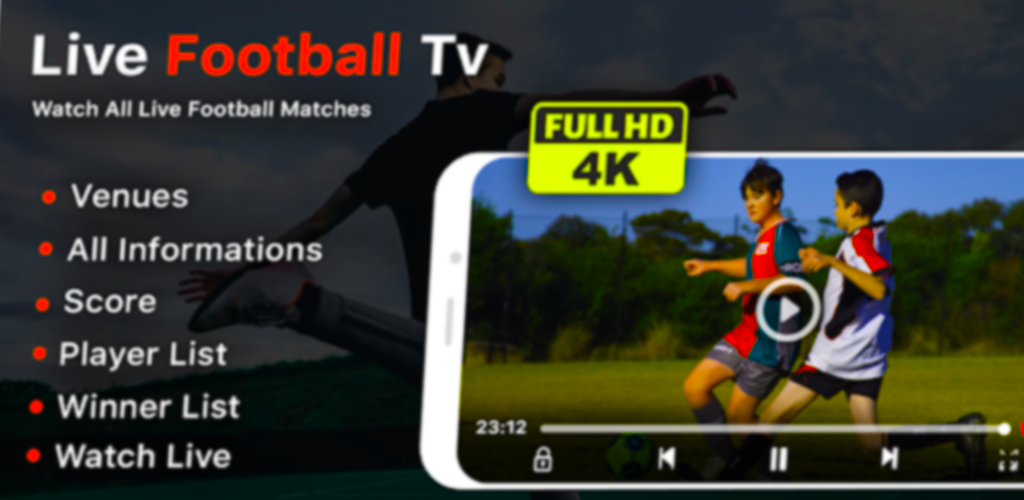 Live Football Tv
Watch All Live Football Matches
Venues
All Informations
Score
Player List
Winner List
Watch Live
FULL HD
4K
23:12